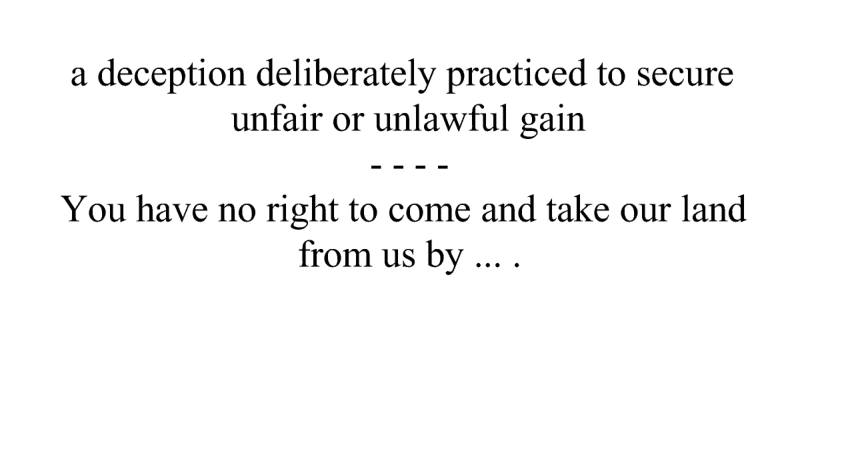 a deception deliberately practiced to secure
unfair or unlawful gain
- - - -
You have no right to come and take our land
from us by ... .